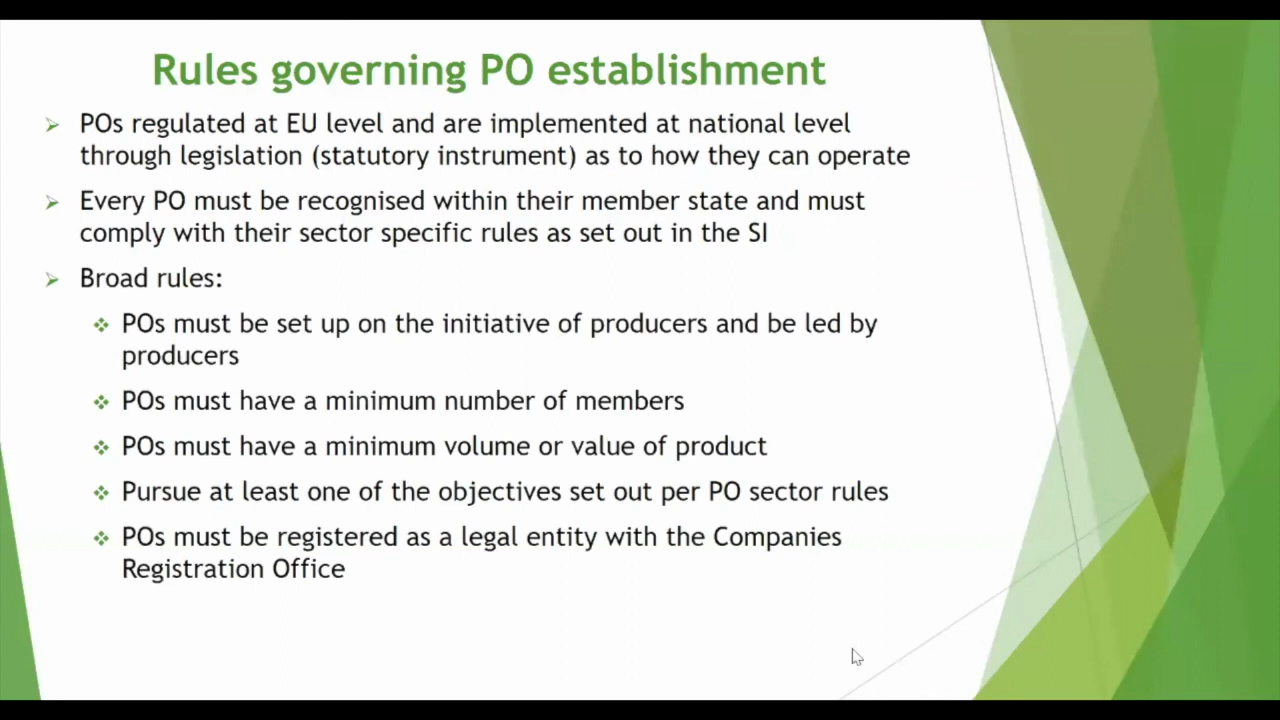 Rules governing PO establishment
POs regulated at EU level and are implemented at national level
through legislation (statutory instrument) as to how they can operate
Every PO must be recognised within their member state and must
comply with their sector specific rules as set out in the SI
Broad rules:
POs must be set up on the initiative of producers and be led by
producers
POs must have a minimum number of members
POs must have a minimum volume or value of product
Pursue at least one of the objectives set out per PO sector rules
POs must be registered as a legal entity with the Companies
Registration Office